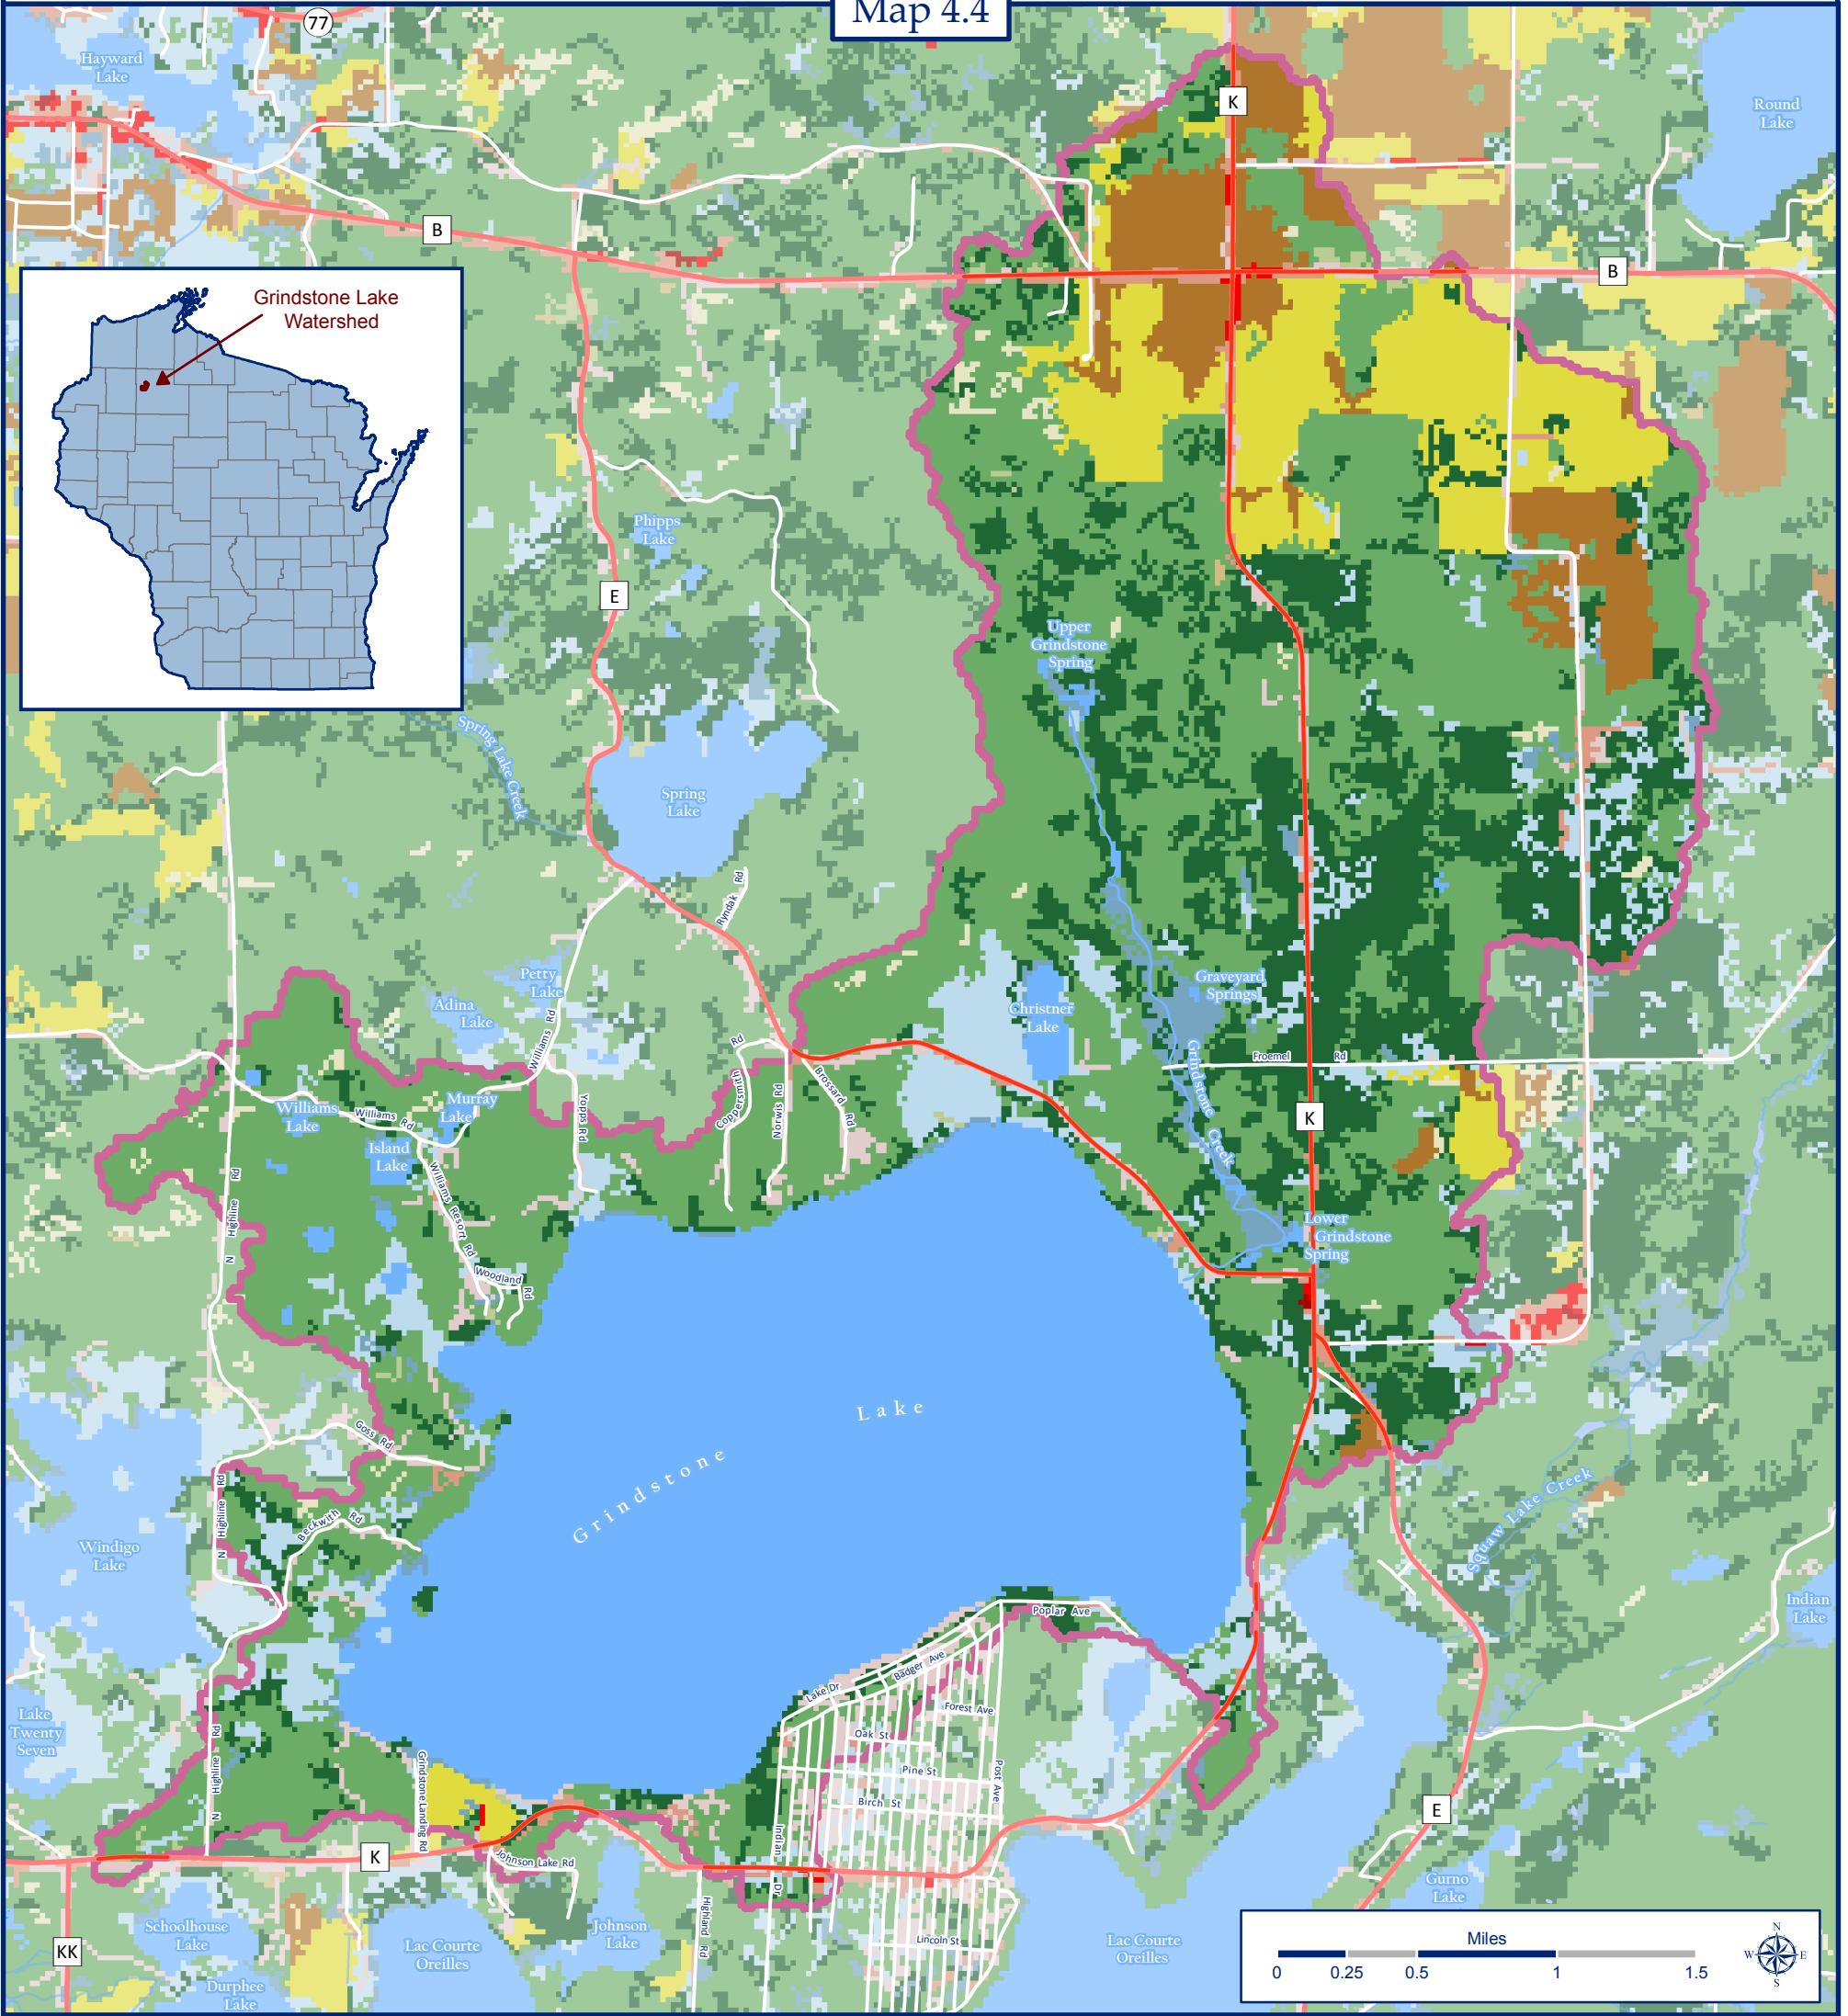 Map 4.4
77
Hayward
Lake
K
Round
Lake
B
B
Grindstone Lake
Watershed
Phipps
Lake
E
Upper
Grindstone
Spring
Spring Lake Creek
Spring
Lake
Ryndak Rd
Petty
Lake
Adina
Lake
Graveyard
Springs
Christner
Lake
Williams Rd
Coppersmith Rd
Froemel Rd
Grindstone Creek
Brossard Rd
Norwis Rd
Yopps Rd
Murray
Lake
Williams
Lake
Williams Rd
Island
Lake
K
Williams Resort Rd
N Highline Rd
Lower
Grindstone
Spring
Woodland Rd
Grindstone Lake
Goss Rd
N Highline Rd
Beckwith Rd
Squaw Lake Creek
Windigo
Lake
Indian
Lake
Poplar Ave
Badger Ave
Lake Dr
Forest Ave
Lake
Twenty
Seven
Oak St
Pine St
Post Ave
Birch St
N Highline Rd
Grindstone Landing Rd
Indian Dr
E
K
Johnson Lake Rd
Gurno
Lake
Schoolhouse
Lake
Johnson
Lake
Highland Rd
Lincoln St
Lac Courte
Oreilles
Lac Courte
Oreilles
KK
Durphee
Lake
Miles
0 0.25 0.5 1 1.5
N
W E
S